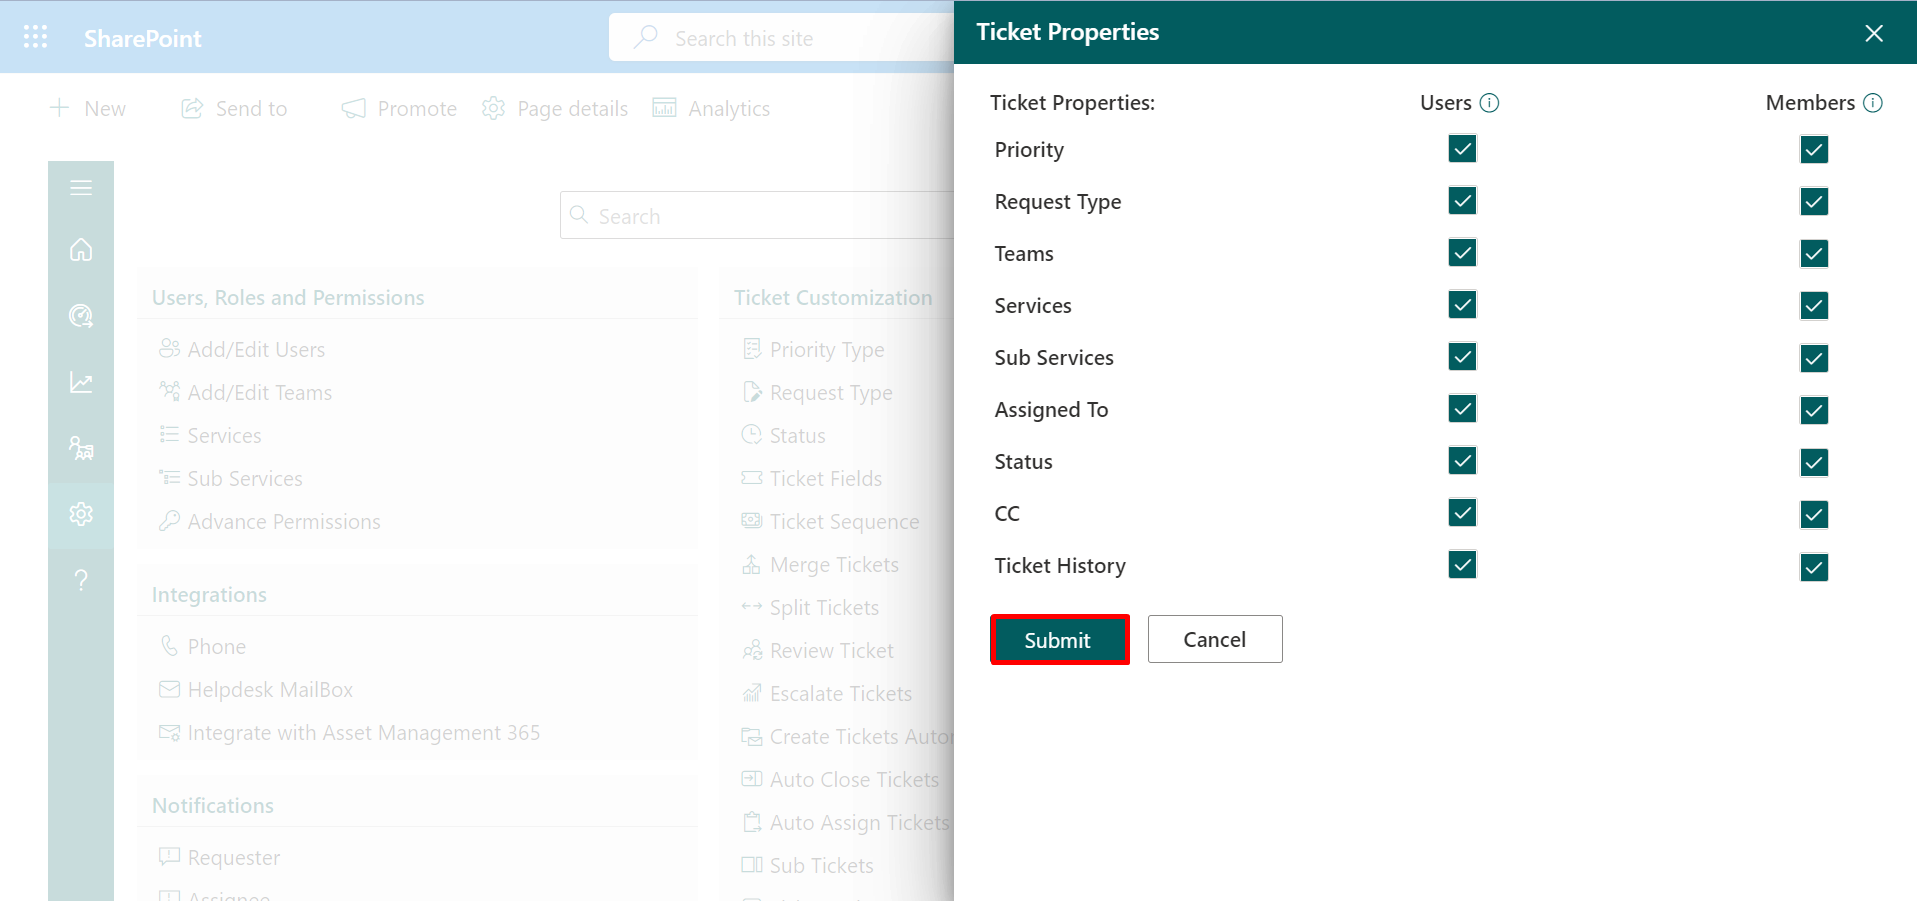 SharePoint
Search this site
New
Send to
Promote
Page details
Analytics
Search
Users, Roles and Permissions
Add/Edit Users
Add/Edit Teams
Services
Sub Services
Advance Permissions
Integrations
Phone
Helpdesk MailBox
Integrate with Asset Management 365
Notifications
Requester
Assignee
Ticket Customization
Priority Type
Request Type
Status
Ticket Fields
Ticket Sequence
Merge Tickets
Split Tickets
Review Ticket
Escalate Tickets
Create Tickets
Auto Close Tickets
Auto Assign Tickets
Sub Tickets
Ticket Properties
Ticket Properties: Users Members
Priority
Request Type
Teams
Services
Sub Services
Assigned To
Status
CC
Ticket History
Submit
Cancel